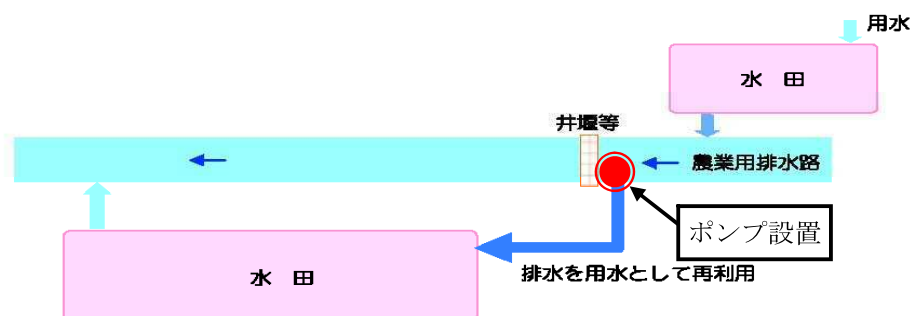 用水
水 田
井堰等
農業用排水路
ポンプ設置
排水を用水として再利用
水 田